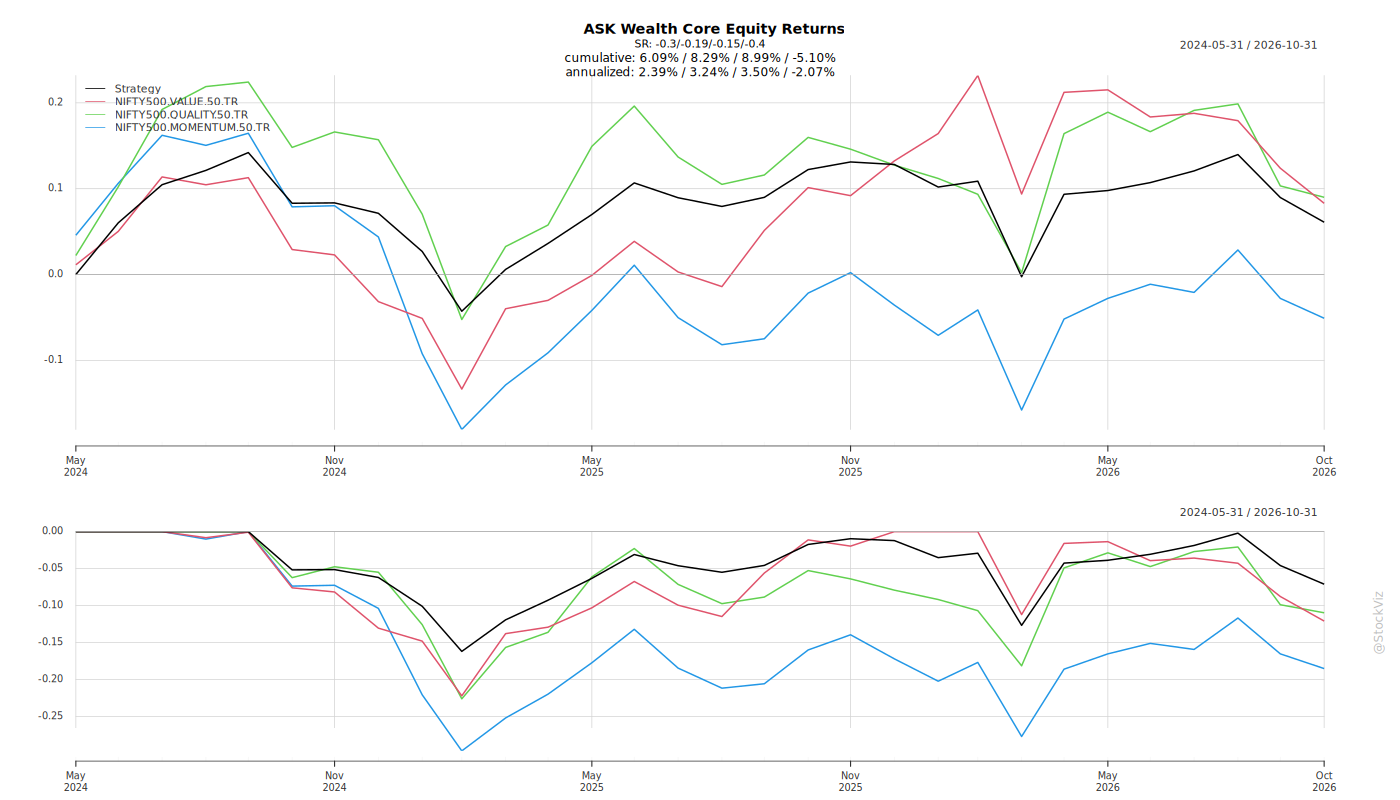 ASK Wealth Core Equity Returns
SR: -0.3/-0.19/-0.15/-0.4
cumulative: 6.09% / 8.29% / 8.99% / -5.10%
annualized: 2.39% / 3.24% / 3.50% / -2.07%
2024-05-31 / 2026-10-31
Strategy
NIFTY500.VALUE.50.TR
NIFTY500.QUALITY.50.TR
NIFTY500.MOMENTUM.50.TR
0.2
0.1
0.0
-0.1
May Nov May Nov May Oct
2024 2024 2025 2025 2026 2026
2024-05-31 / 2026-10-31
0.00
-0.05
-0.10
-0.15
-0.20
-0.25
May Nov May Nov May Oct
2024 2024 2025 2025 2026 2026
@StockViz